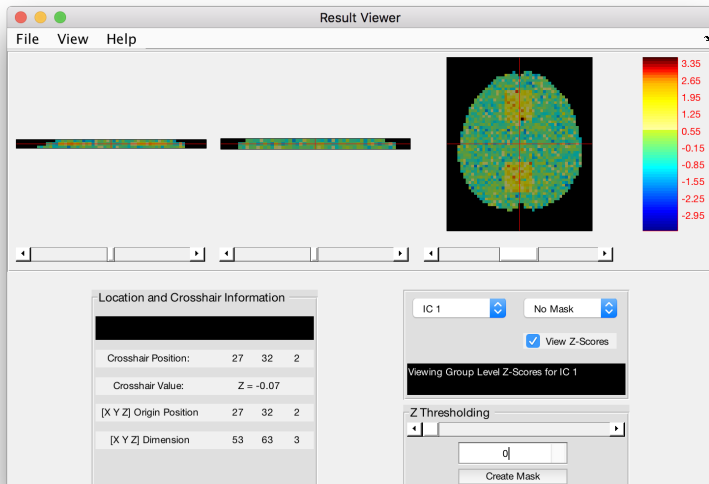 Result Viewer
File View Help
3.35
2.65
1.95
1.25
0.55
-0.15
-0.85
-1.55
-2.25
-2.95
Location and Crosshair Information
Crosshair Position: 27 32 2
Crosshair Value: Z = -0.07
[X Y Z] Origin Position 27 32 2
[X Y Z] Dimension 53 63 3
IC 1 No Mask
View Z-Scores
Viewing Group Level Z-Scores for IC 1
Z Thresholding
0
Create Mask